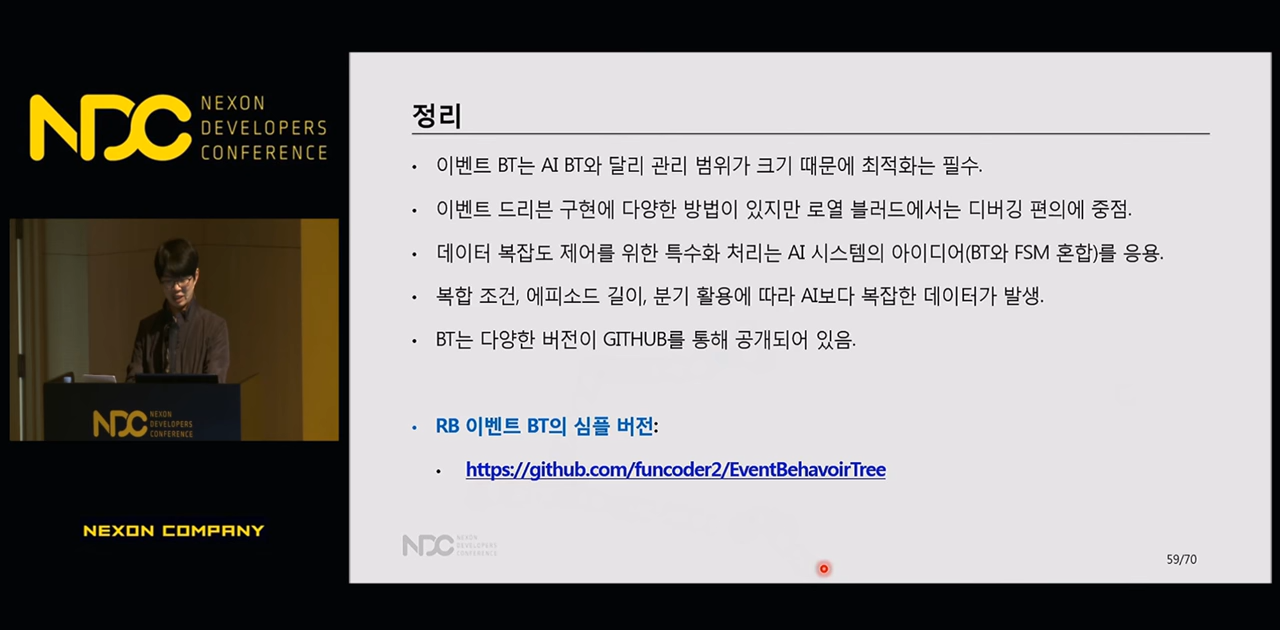 NDC NEXON
DEVELOPERS
CONFERENCE
정리
• 이벤트 BT는 AI BT와 달리 관리 범위가 크기 때문에 최적화는 필수.
• 이벤트 드리븐 구현에 다양한 방법이 있지만 로열 블러드에서는 디버깅 편의에 중점.
• 데이터 복잡도 제어를 위한 특수화 처리는 AI 시스템의 아이디어(BT와 FSM 혼합)를 응용.
• 복합 조건, 에피소드 길이, 분기 활용에 따라 AI보다 복잡한 데이터가 발생.
• BT는 다양한 버전이 GITHUB를 통해 공개되어 있음.
• RB 이벤트 BT의 심플 버전:
• https://github.com/funcoder2/EventBehavoirTree
NDC NEXON
DEVELOPERS
CONFERENCE
NEXON COMPANY
NDC NEXON
DEVELOPERS
CONFERENCE
59/70